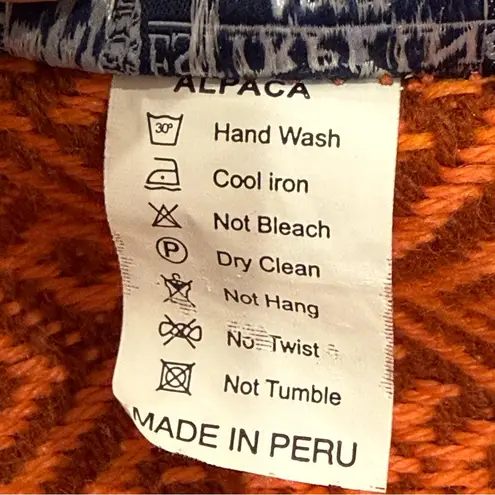 ALPACA
30° Hand Wash
Cool iron
Not Bleach
P Dry Clean
Not Hang
No Twist
Not Tumble
MADE IN PERU